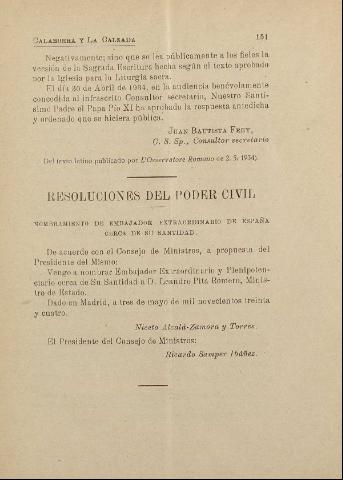 CALAHORRA Y LA CALZADA 151
Negativamente; sino que se lea públicamente a los fieles la
versión de la Sagrada Escritura hecha según el texto aprobado
por la Iglesia para la Liturgia sacra.
El día 30 de Abril de 1934, en la audiencia benévolamente
concedida al infrascrito Consultor secretario, Nuestro Santí-
simo Padre el Papa Pío XI ha aprobado la respuesta antedicha
y ordenado que se hiciera pública.
JUAN BAUTISTA FREY,
C. S. Sp., Consultor secretario
(Del texto latino publicado por L'Osservatore Romano de 2. 5. 1934).
RESOLUCIONES DEL PODER CIVIL
NOMBRAMIENTO DE EMBAJADOR EXTRAORDINARIO DE ESPAÑA
CERCA DE SU SANTIDAD.
De acuerdo con el Consejo de Ministros, a propuesta del
Presidente del Mismo:
Vengo a nombrar Embajador Extraordinario y Plenipoten-
ciario cerca de Su Santidad a D. Leandro Pita Romero, Minis-
tro de Estado.
Dado en Madrid, a tres de mayo de mil novecientos treinta
y cuatro.
Niceto Alcalá-Zamora y Torres.
El Presidente del Consejo de Ministros:
Ricardo Samper Ibáñez.